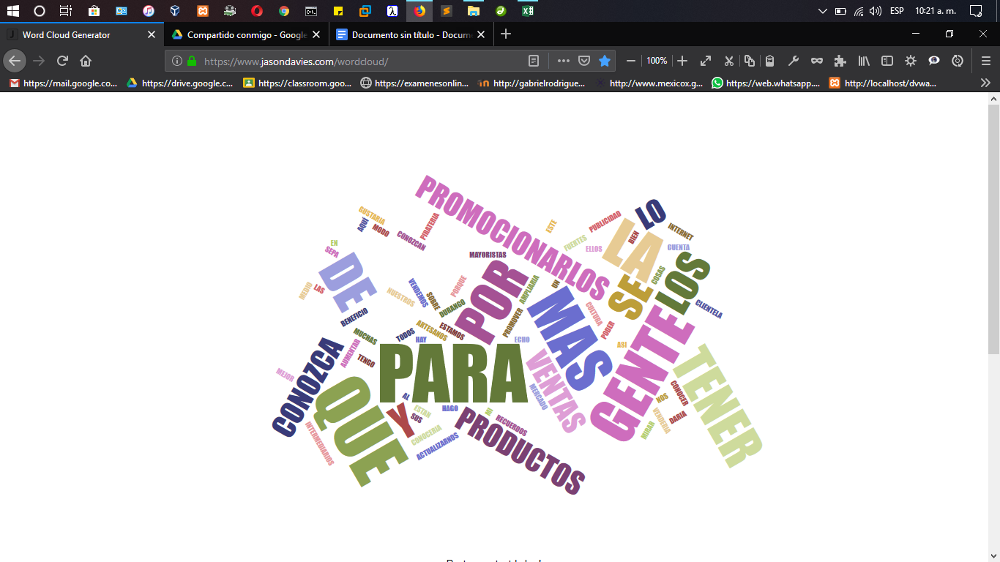 ESP
10:21 a. m.
Word Cloud Generator
Compartido conmigo - Google
Documento sin título - Docum
https://www.jasondavies.com/wordcloud/
100%
https://mail.google.co...
https://drive.google.c...
https://classroom.goo...
https://examenesonlin...
http://gabrielrodrigue...
http://www.mexicox.g...
https://web.whatsapp....
http://localhost/dvwa...
PROMOCIONARLOS
LO
GUSTARIA
AQUÍ
MODO
CONOZCAN
PIRATERIA
ESTE
PUBLICIDAD
BIEN
INTERNET
EN
SEPA
MAYORISTAS
FUERTES
ELLOS
LA
CUENTA
DE
POR
SE
COSAS
LOS
MEDIO
LAS
NUESTROS
VENDEMOS
SOBRE
PORQUE
DURANGO
AMPLIARIA
UN
MAS
CULTURA
PODER
CLIENTELA
BENEFICIO
MUCHAS
TODOS
ARTESANOS
ESTAMOS
HAY
PROMOVER
ECHO
ASI
GENTE
CONOZCA
AUMENTAR
TENGO
PARA
VENTAS
TENER
MEJOR
QUE
MERCADO
CONOCER
NOS
AL
Y
ESTAN
SUS
HAGO
MI
RECUERDOS
VENDERIA
DARIA
MIRAR
INTERMEDIARIOS
CONOCERIA
ACTUALIZARNOS
PRODUCTOS